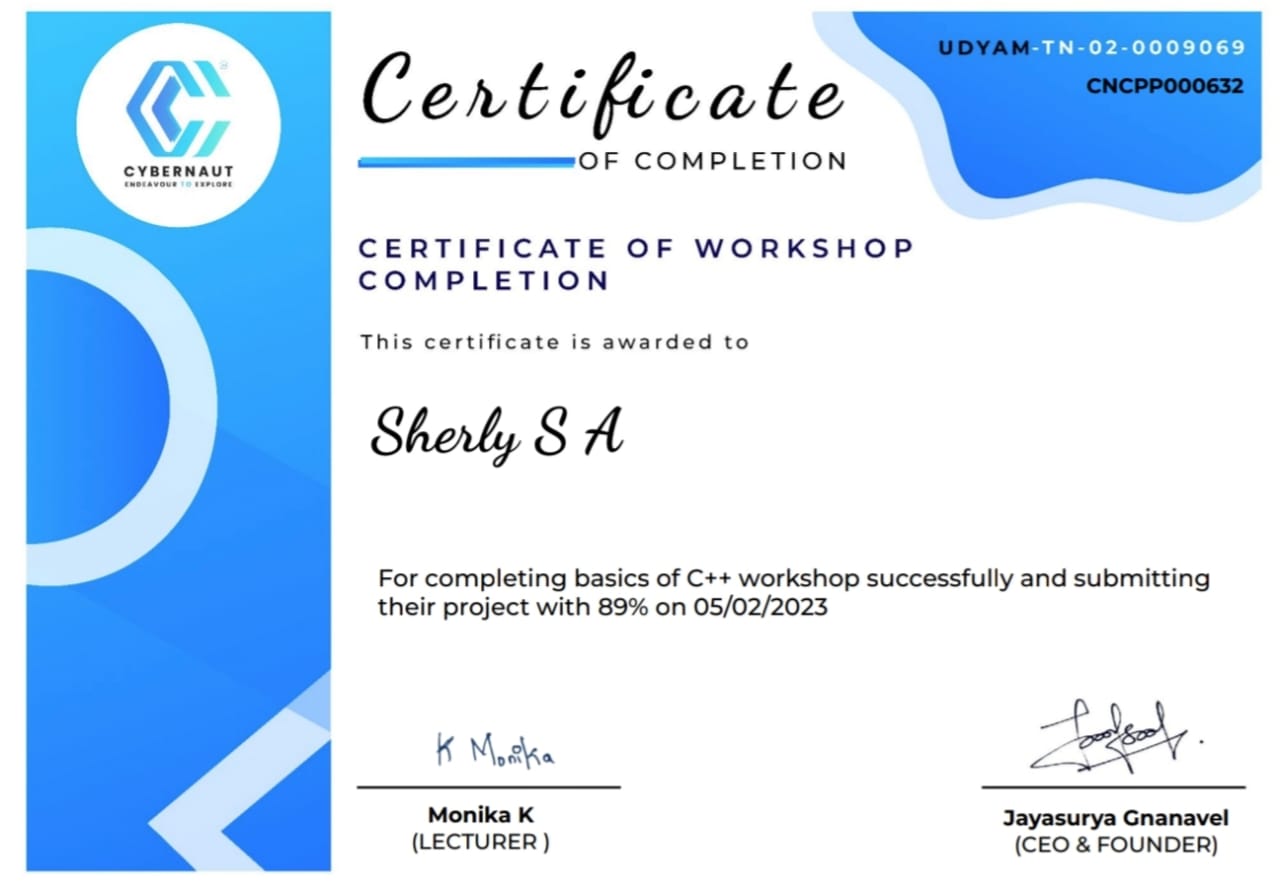 CYBERNAUT
ENDEAVOUR TO EXPLORE
UDYAM-TN-02-0009069
CNCPP000632
Certificate
OF COMPLETION
CERTIFICATE OF WORKSHOP
COMPLETION
This certificate is awarded to
Sherly S A
For completing basics of C++ workshop successfully and submitting
their project with 89% on 05/02/2023
K Monika
Monika K
(LECTURER )
Jayasurya Gnanavel
(CEO & FOUNDER)